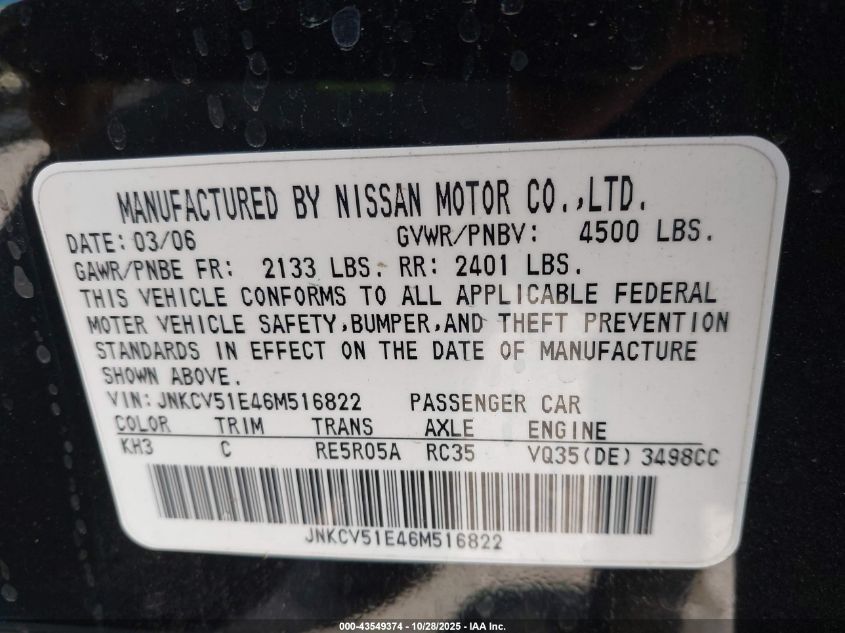 MANUFACTURED BY NISSAN MOTOR CO.,LTD.
DATE: 03/06 GVWR/PNBV: 4500 LBS.
GAWR/PNBE FR: 2133 LBS. RR: 2401 LBS.
THIS VEHICLE CONFORMS TO ALL APPLICABLE FEDERAL
MOTER VEHICLE SAFETY,BUMPER,AND THEFT PREVENTION
STANDARDS IN EFFECT ON THE DATE OF MANUFACTURE
SHOWN ABOVE.
VIN: JNKCV51E46M516822 PASSENGER CAR
COLOR TRIM TRANS AXLE ENGINE
KH3 C RE5R05A RC35 VQ35(DE) 3498CC
JNKCV51E46M516822
000-43549374 | 10/28/2025 - IAA Inc.